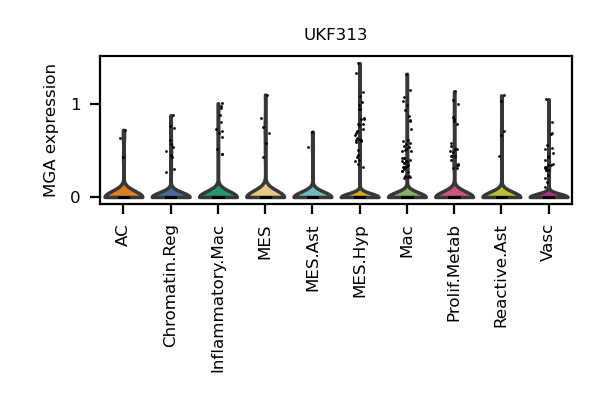 UKF313
MGA expression
1
0
AC
Chromatin.Reg
Inflammatory.Mac
MES
MES.Ast
MES.Hyp
Mac
Prolif.Metab
Reactive.Ast
Vasc